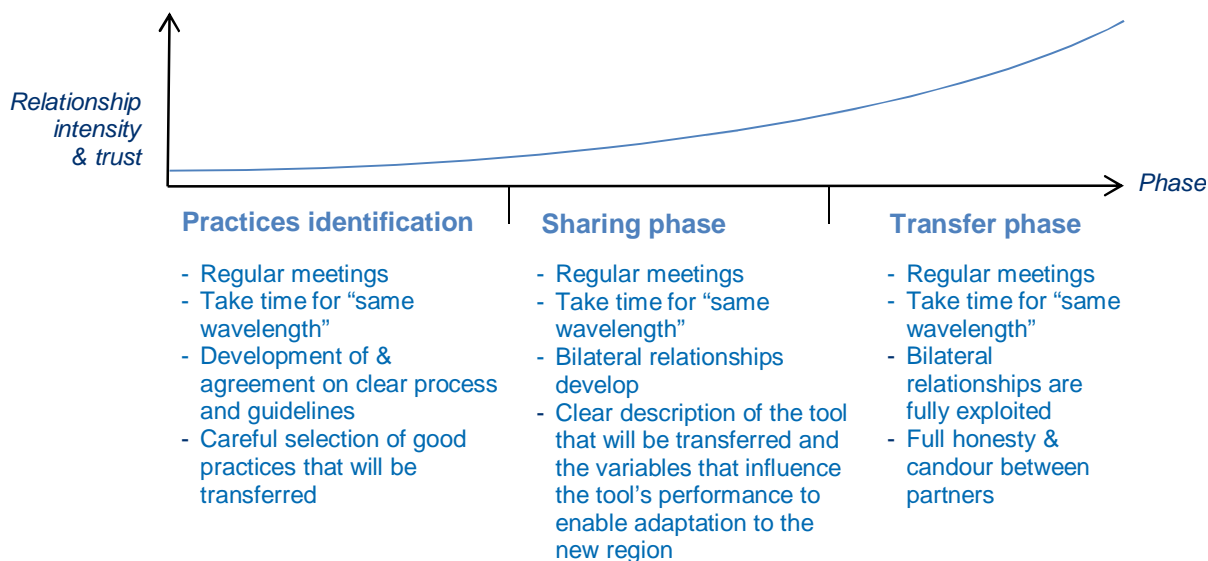 Relationship
intensity
& trust
Phase
Practices identification
- Regular meetings
- Take time for “same
wavelength”
- Development of &
agreement on clear process
and guidelines
- Careful selection of good
practices that will be
transferred
Sharing phase
- Regular meetings
- Take time for “same
wavelength”
- Bilateral relationships
develop
- Clear description of the tool
that will be transferred and
the variables that influence
the tool’s performance to
enable adaptation to the
new region
Transfer phase
- Regular meetings
- Take time for “same
wavelength”
- Bilateral
relationships are
fully exploited
- Full honesty &
candour between
partners